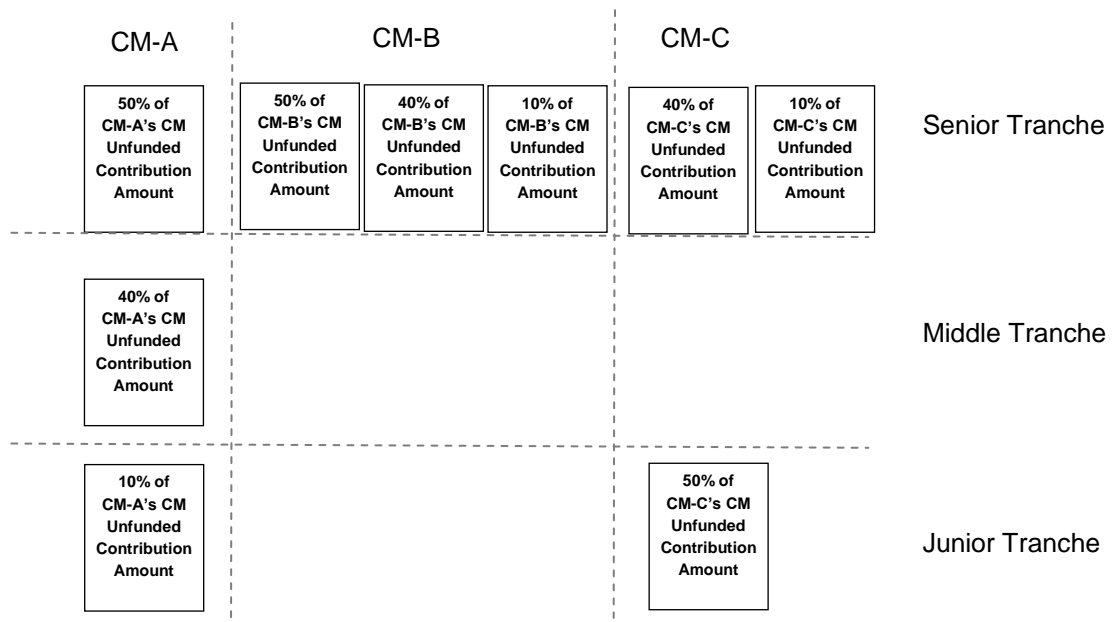 CM-A
CM-B
CM-C
50% of
CM-A’s CM
Unfunded
Contribution
Amount
50% of
CM-B’s CM
Unfunded
Contribution
Amount
40% of
CM-B’s CM
Unfunded
Contribution
Amount
10% of
CM-B’s CM
Unfunded
Contribution
Amount
40% of
CM-C’s CM
Unfunded
Contribution
Amount
10% of
CM-C’s CM
Unfunded
Contribution
Amount
Senior Tranche
40% of
CM-A’s CM
Unfunded
Contribution
Amount
Middle Tranche
10% of
CM-A’s CM
Unfunded
Contribution
Amount
50% of
CM-C’s CM
Unfunded
Contribution
Amount
Junior Tranche